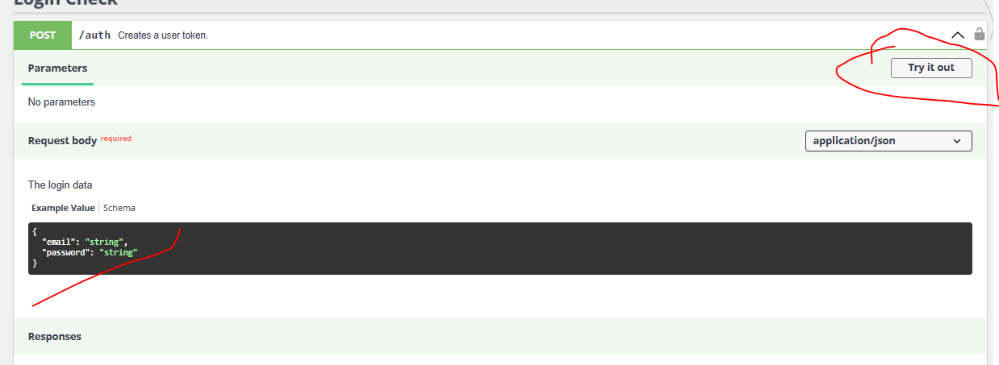 Login Check
POST /auth Creates a user token.
Parameters
Try it out
No parameters
Request body required
application/json
The login data
Example Value Schema
{
"email": "string",
"password": "string"
}
Responses